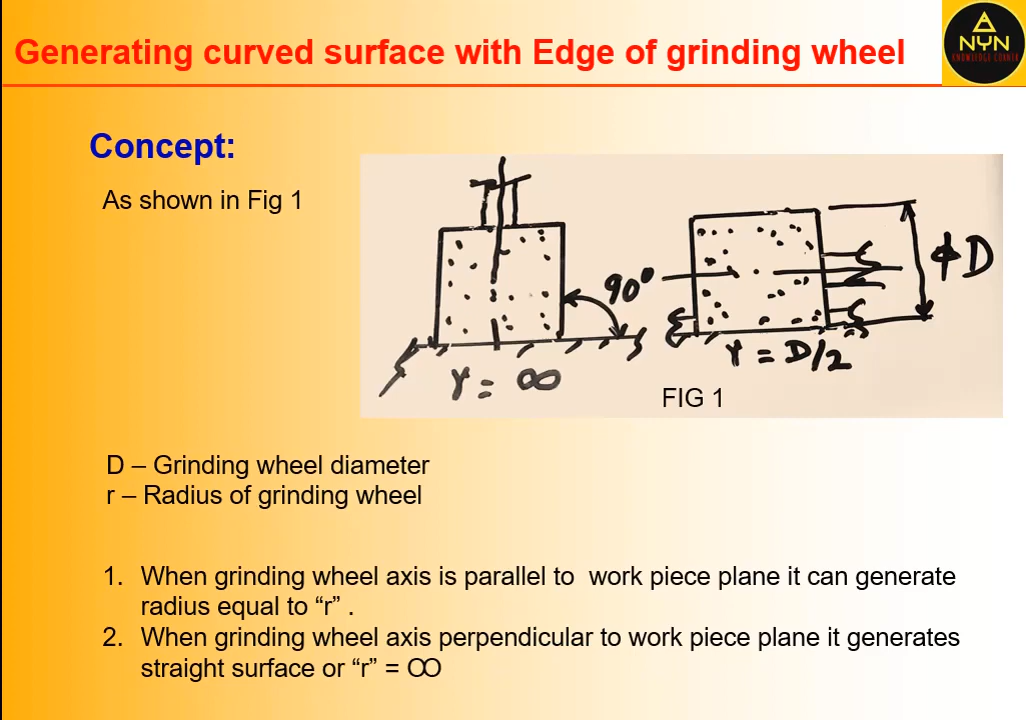 Generating curved surface with Edge of grinding wheel
NYN
KNOWLEDGE CORNER
Concept:
As shown in Fig 1
90°
ϕD
r = ∞
r = D/2
FIG 1
D – Grinding wheel diameter
r – Radius of grinding wheel
1. When grinding wheel axis is parallel to work piece plane it can generate
radius equal to “r” .
2. When grinding wheel axis perpendicular to work piece plane it generates
straight surface or “r” = ꝏ